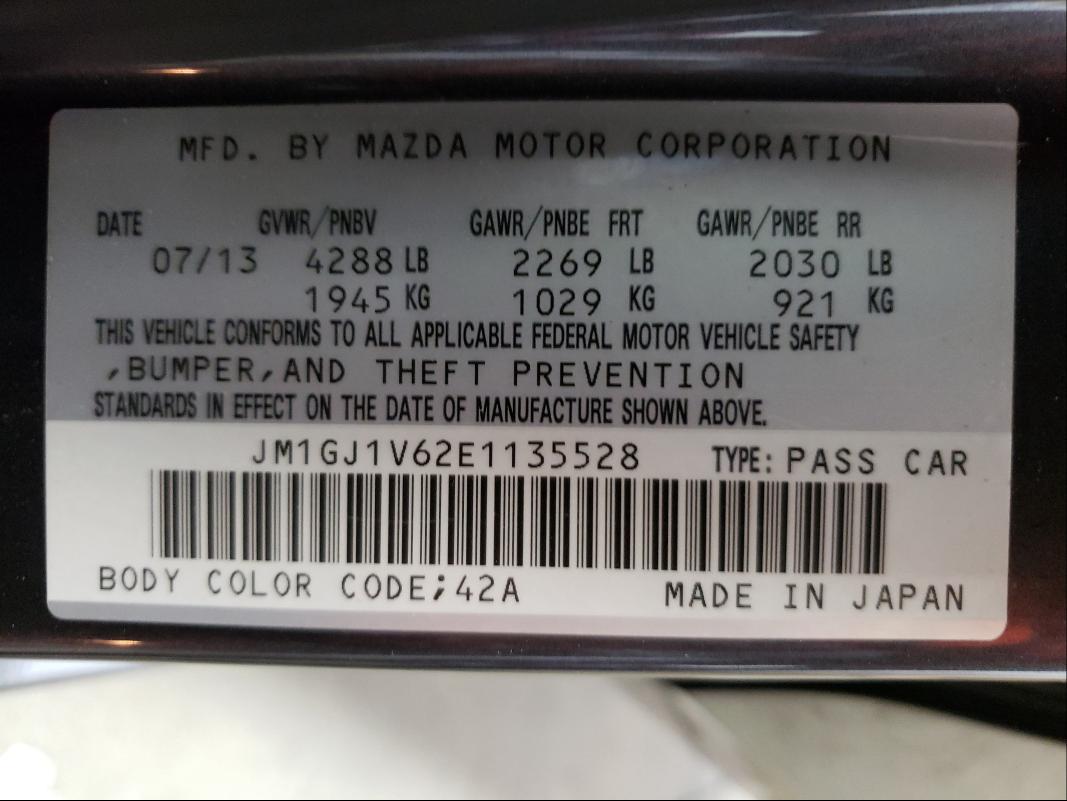 MFD. BY MAZDA MOTOR CORPORATION
DATE GVWR/PNBV GAWR/PNBE FRT GAWR/PNBE RR
07/13 4288 LB 2269 LB 2030 LB
1945 KG 1029 KG 921 KG
THIS VEHICLE CONFORMS TO ALL APPLICABLE FEDERAL MOTOR VEHICLE SAFETY
,BUMPER,AND THEFT PREVENTION
STANDARDS IN EFFECT ON THE DATE OF MANUFACTURE SHOWN ABOVE.
JM1GJ1V62E1135528 TYPE: PASS CAR
BODY COLOR CODE;42A MADE IN JAPAN